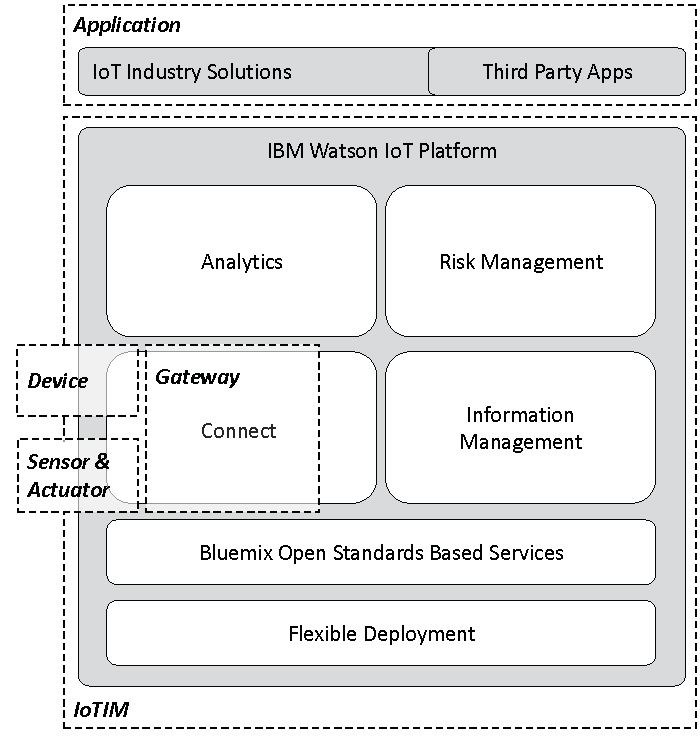 Application
IoT Industry Solutions
Third Party Apps
IBM Watson IoT Platform
Analytics
Risk Management
Device
Gateway
Connect
Information
Management
Sensor &
Actuator
Bluemix Open Standards Based Services
Flexible Deployment
IoTIM